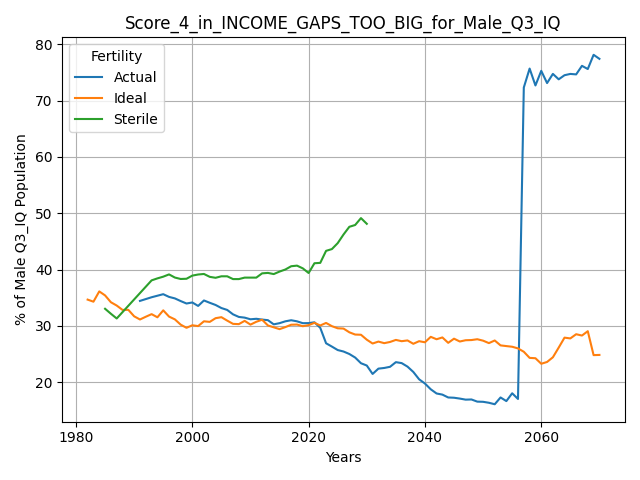 Score_4_in_INCOME_GAPS_TOO_BIG_for_Male_Q3_IQ
Fertility
Actual
Ideal
Sterile
80
70
60
50
40
30
20
% of Male Q3_IQ Population
1980
2000
2020
2040
2060
Years